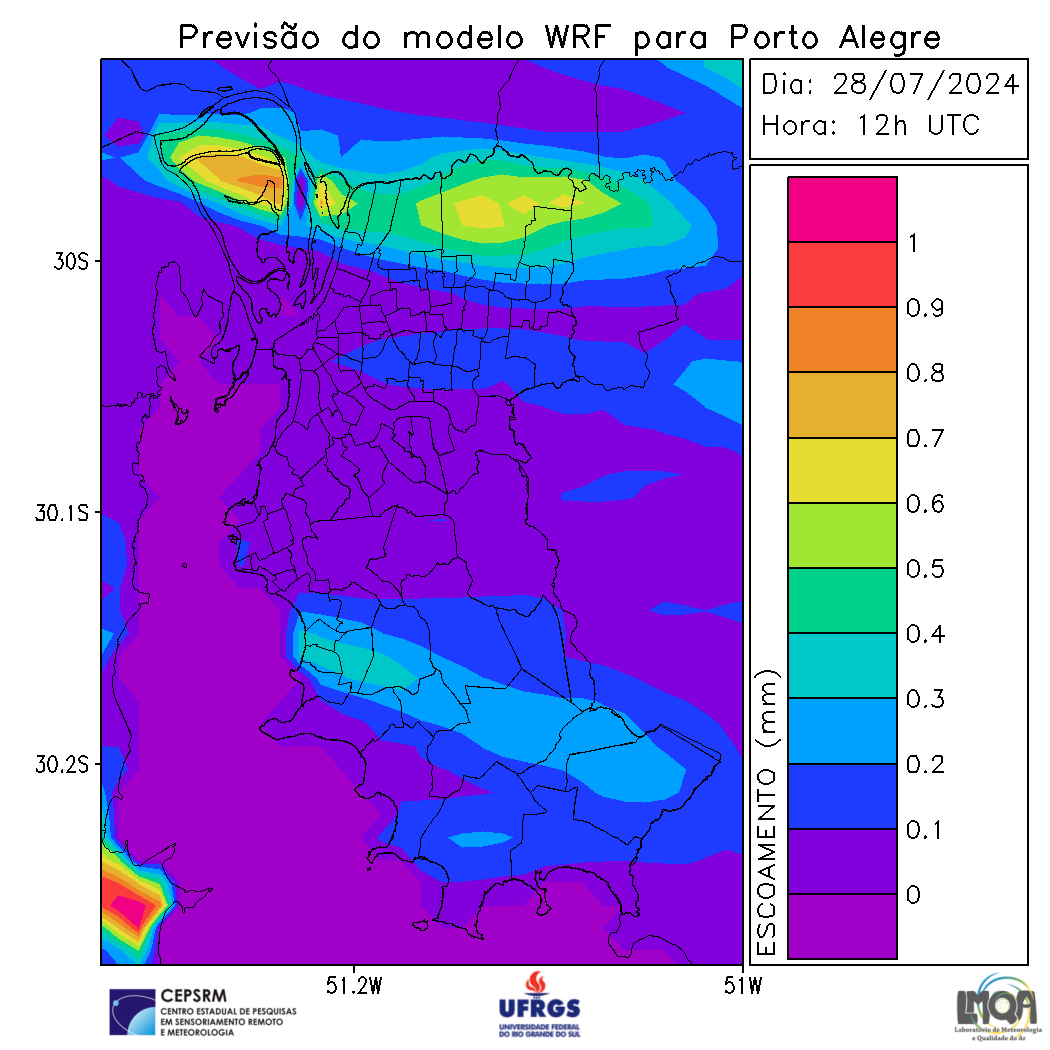 Previsão do modelo WRF para Porto Alegre
Dia: 28/07/2024
Hora: 12h UTC
30S
30.1S
30.2S
51.2W
51W
ESCOAMENTO (mm)
1
0.9
0.8
0.7
0.6
0.5
0.4
0.3
0.2
0.1
0
CEPSRM
CENTRO ESTADUAL DE PESQUISAS
EM SENSORIAMENTO REMOTO
E METEOROLOGIA
UFRGS
UNIVERSIDADE FEDERAL
DO RIO GRANDE DO SUL
LMQA
Laboratório de Meteorologia
e Qualidade do Ar